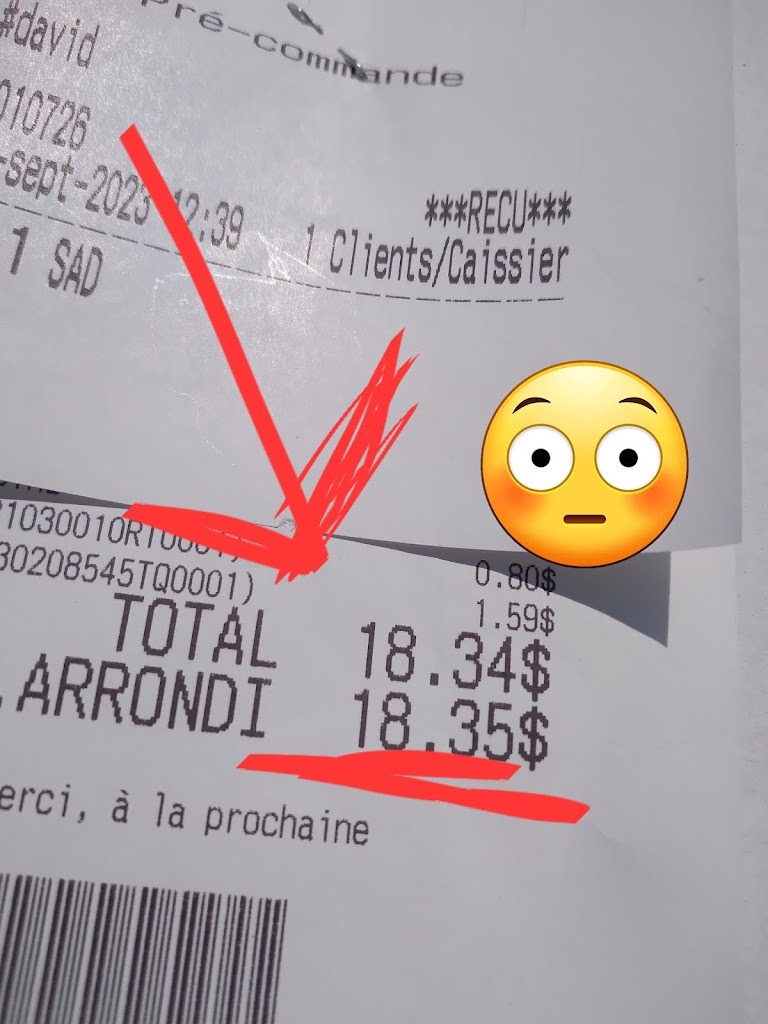 Pré-commande
#david
010726
-sept-2023 12:39
***RECU***
1 Clients/Caissier
1 SAD
0.80$
30208545TQ0001)
1.59$
TOTAL 18.34$
ARRONDI 18.35$
erci, à la prochaine